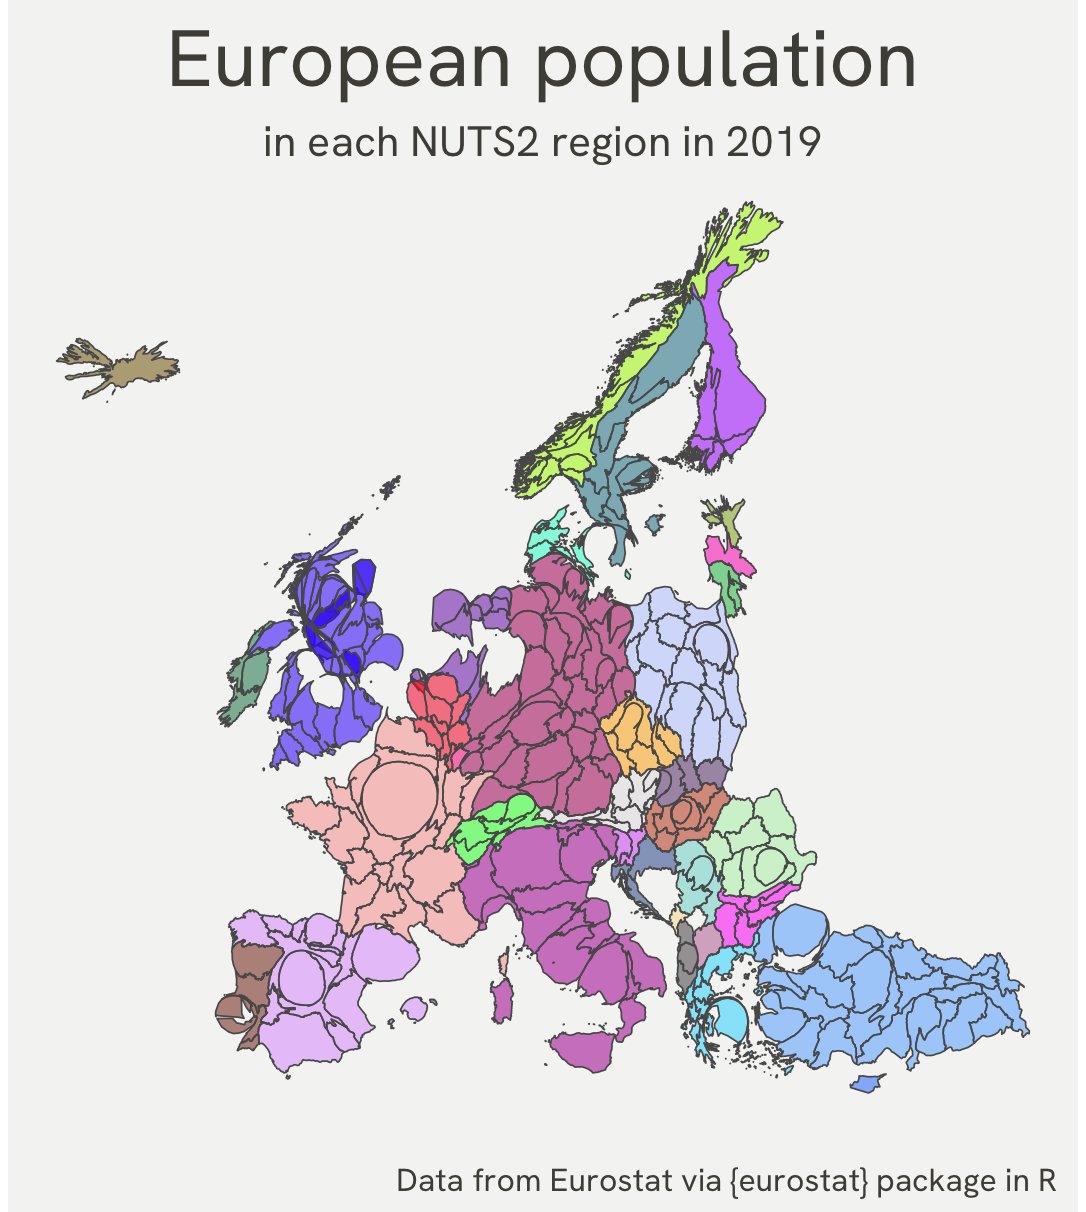 European population
in each NUTS2 region in 2019
Data from Eurostat via {eurostat} package in R